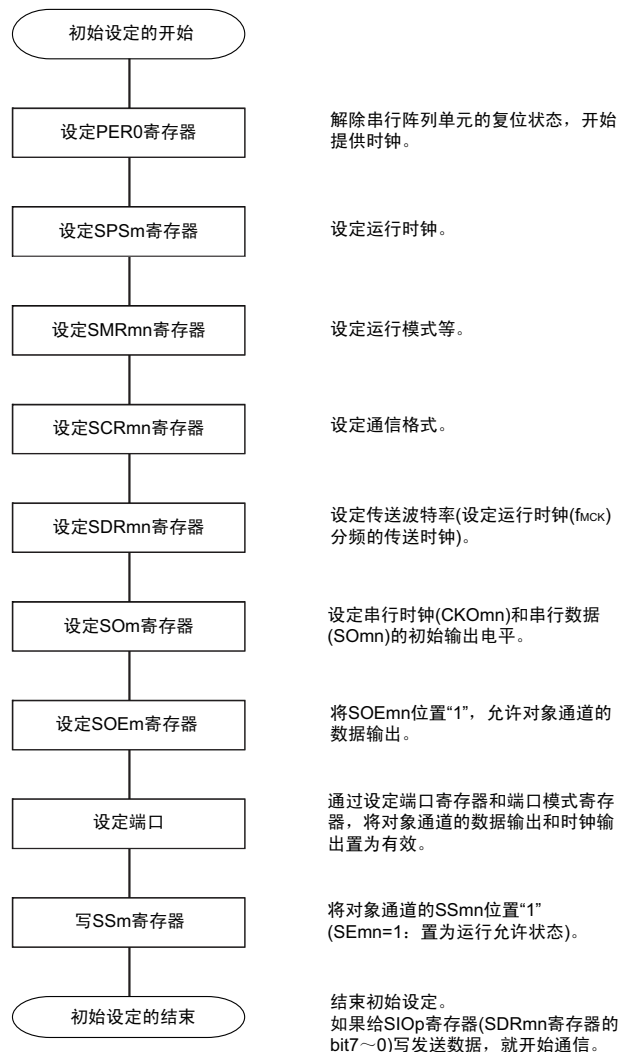 初始设定的开始
设定PER0寄存器
解除串行阵列单元的复位状态，开始
提供时钟。
设定SPSm寄存器
设定运行时钟。
设定SMRmn寄存器
设定运行模式等。
设定SCRmn寄存器
设定通信格式。
设定SDRmn寄存器
设定传送波特率(设定运行时钟(fMCK)
分频的传送时钟)。
设定SOm寄存器
设定串行时钟(CKOmn)和串行数据
(SOmn)的初始输出电平。
设定SOEm寄存器
将SOEmn位置“1”，允许对象通道的
数据输出。
设定端口
通过设定端口寄存器和端口模式寄存
器，将对象通道的数据输出和时钟输
出置为有效。
写SSm寄存器
将对象通道的SSmn位置“1”
(SEmn=1：置为运行允许状态)。
初始设定的结束
结束初始设定。
如果给SIOp寄存器(SDRmn寄存器的
bit7～0)写发送数据，就开始通信。